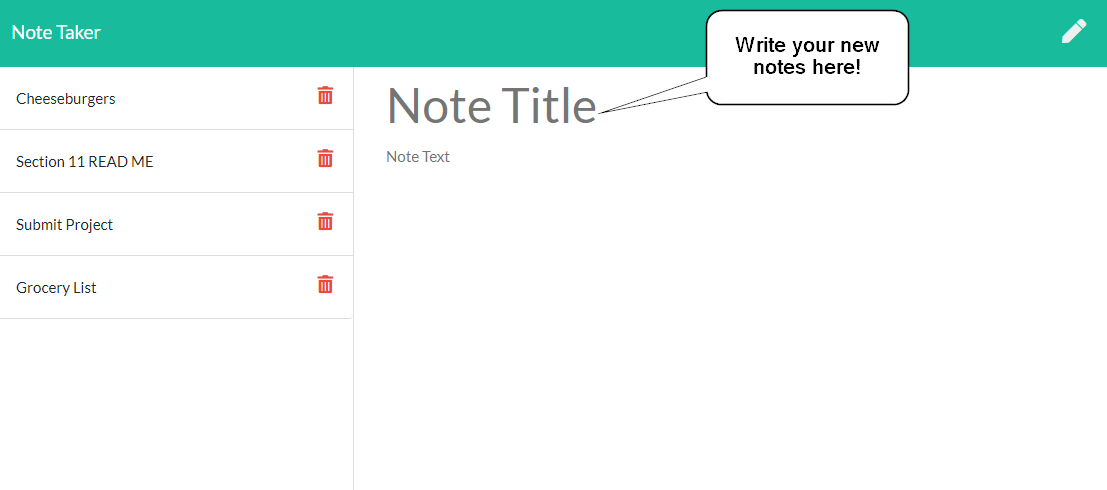 Note Taker
Write your new
notes here!
Cheeseburgers
Section 11 READ ME
Submit Project
Grocery List
Note Title
Note Text